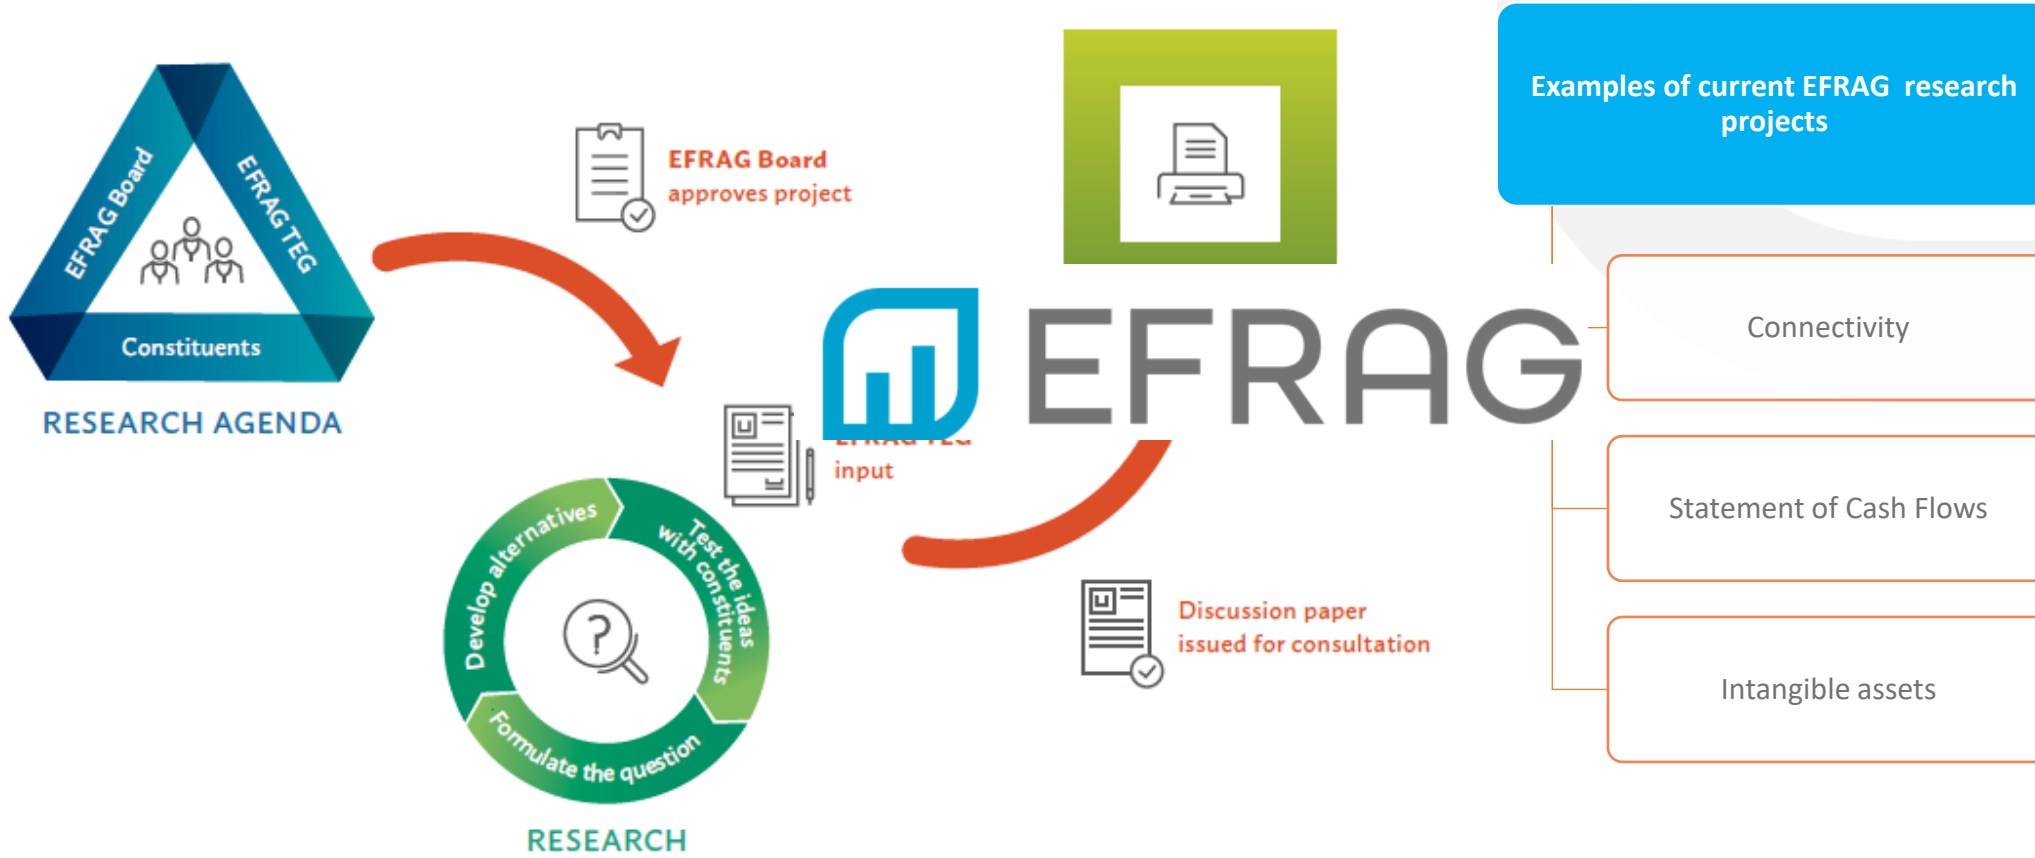 EFRAG Board
EFRAG TEG
Constituents
RESEARCH AGENDA
EFRAG Board
approves project
EFRAG
input
Develop alternatives
Test the ideas
with constituents
Formulate the question
RESEARCH
Discussion paper
issued for consultation
Examples of current EFRAG research
projects
Connectivity
Statement of Cash Flows
Intangible assets